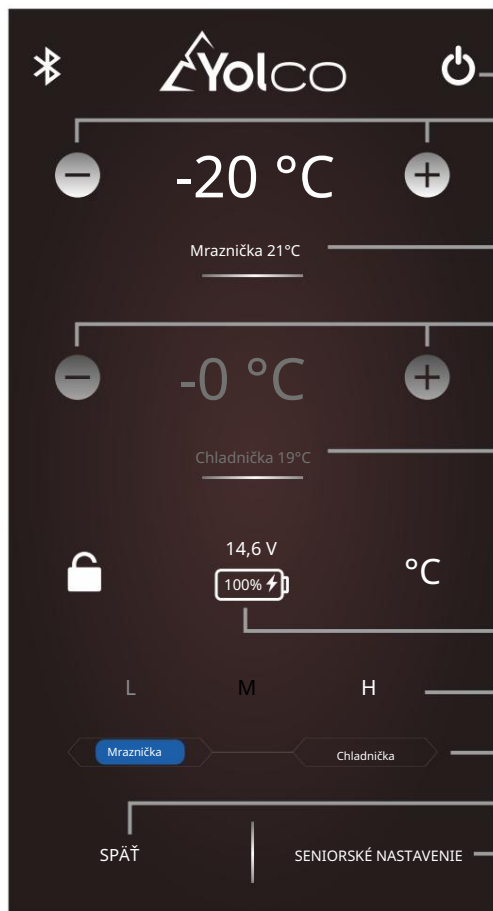 Yolco
-20 °C
Mraznička 21°C
-0 °C
Chladnička 19°C
14,6 V
100%
°C
L M H
Mraznička Chladnička
SPÄŤ SENIORSKÉ NASTAVENIE